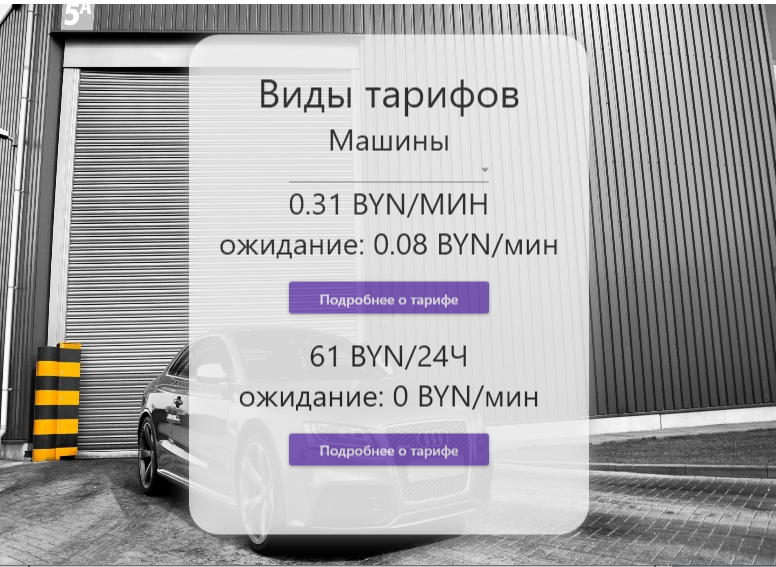 5A
Виды тарифов
Машины
0.31 BYN/МИН
ожидание: 0.08 BYN/мин
Подробнее о тарифе
61 BYN/24Ч
ожидание: 0 BYN/мин
Подробнее о тарифе